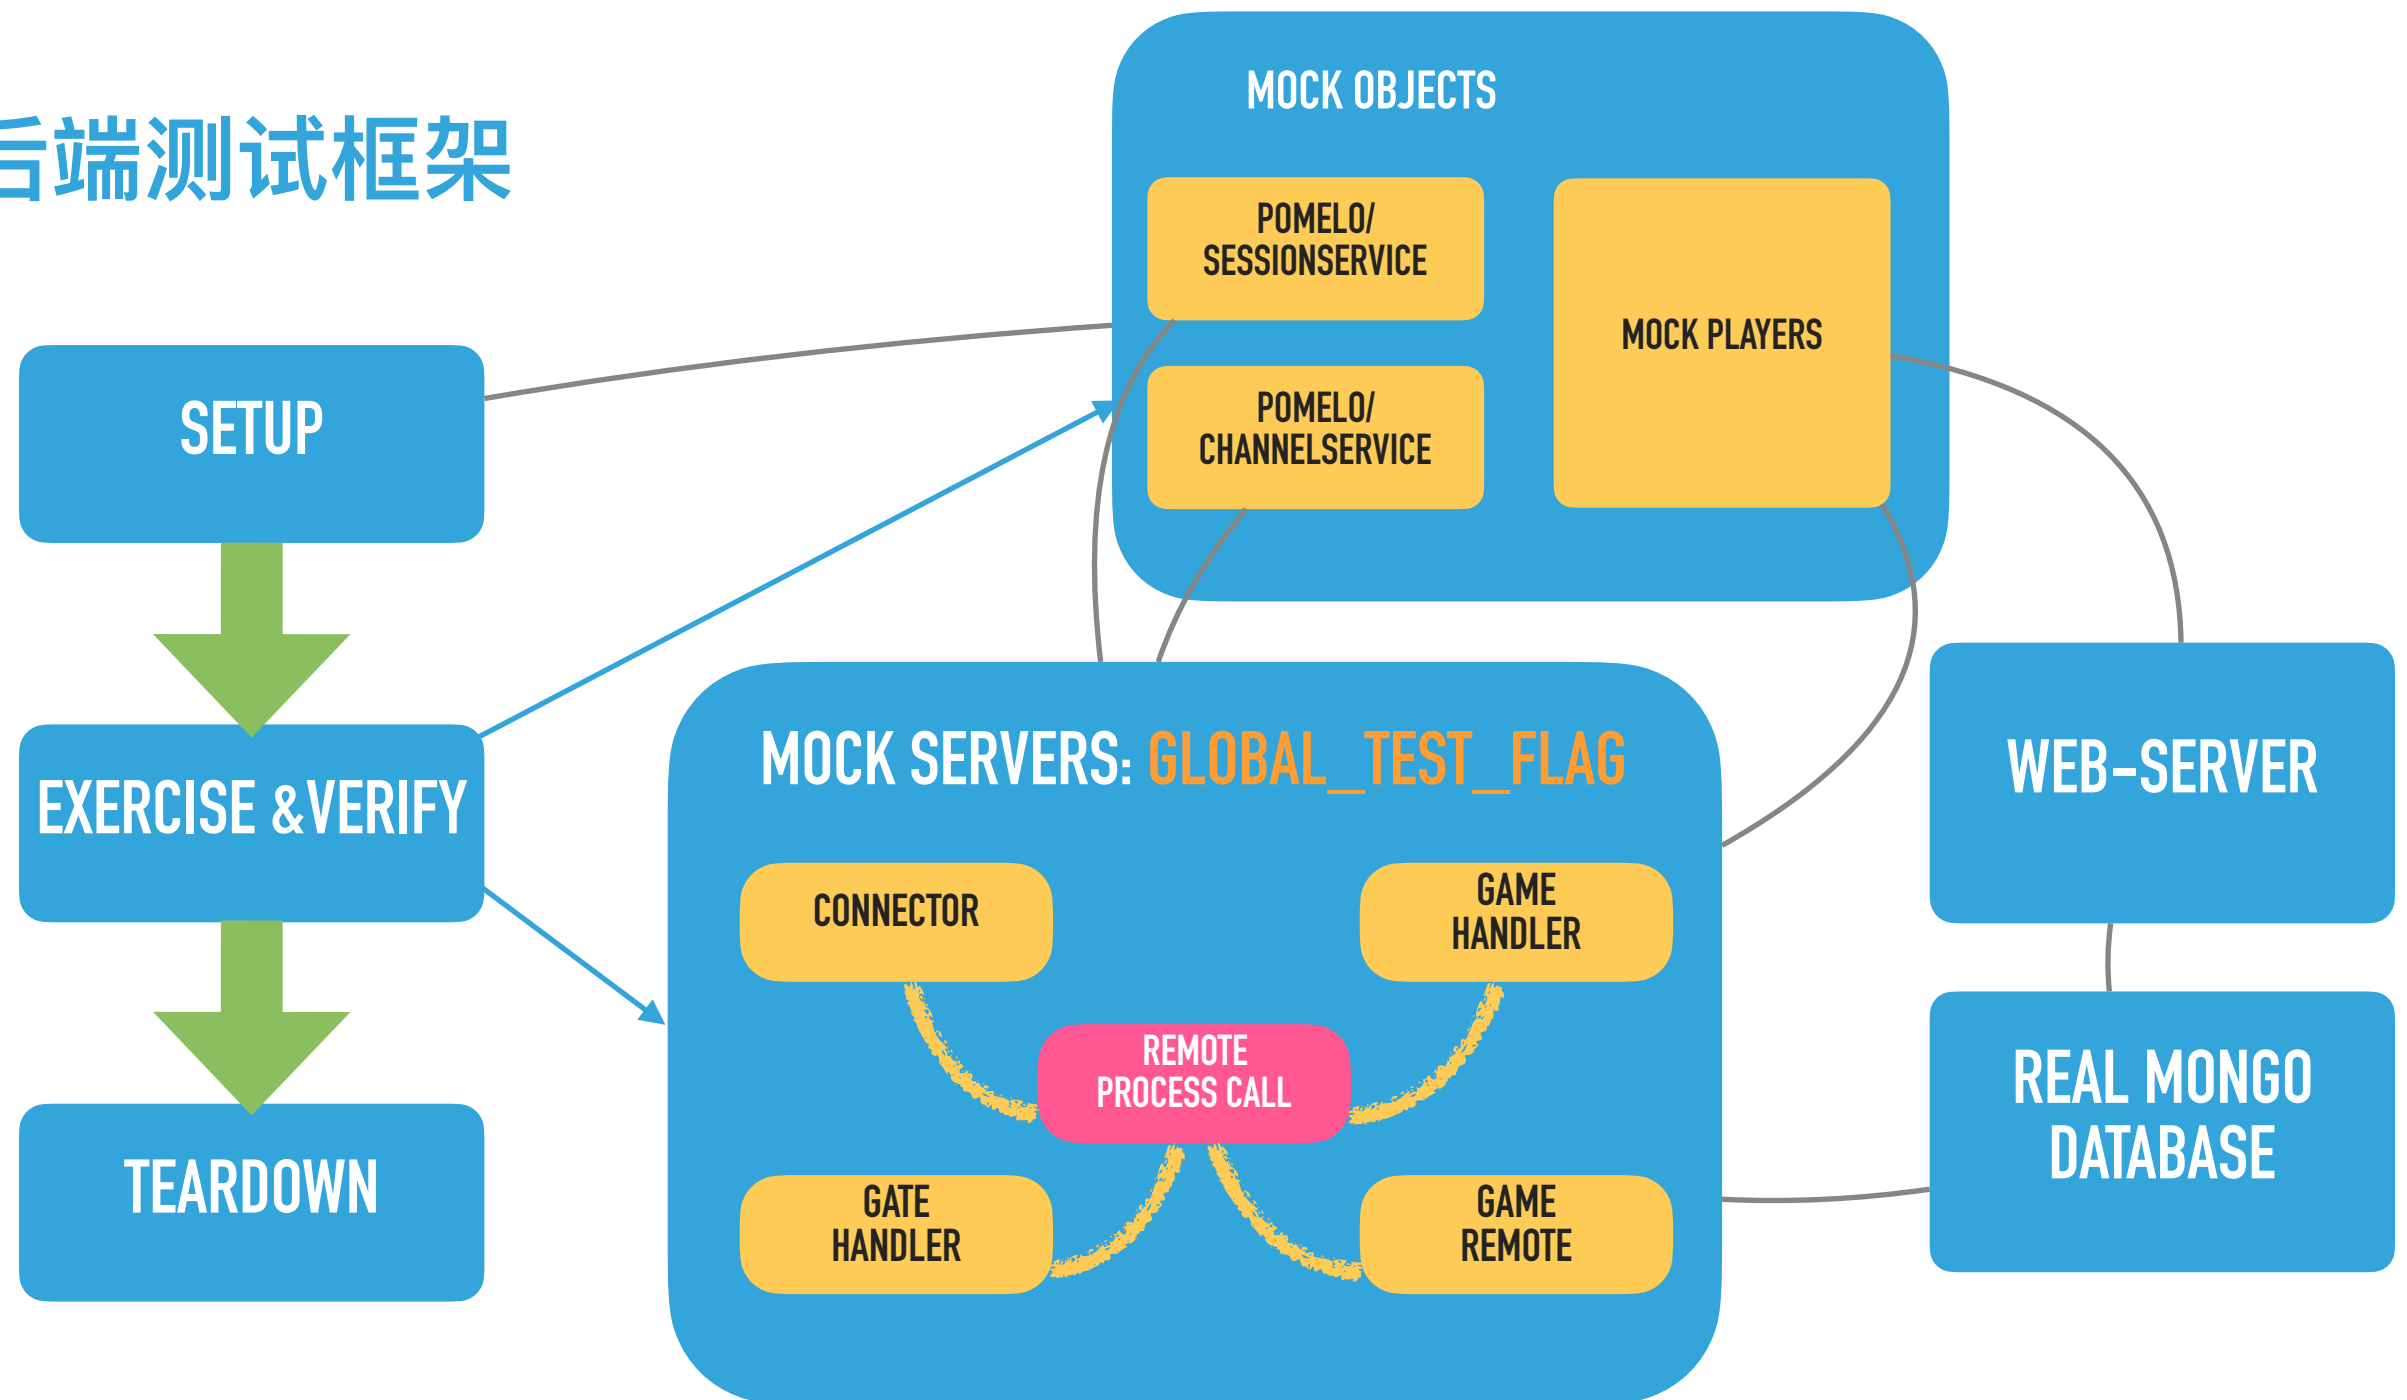 后端测试框架
MOCK OBJECTS
POMELO/
SESSIONSERVICE
POMELO/
CHANNELSERVICE
MOCK PLAYERS
SETUP
EXERCISE &VERIFY
TEARDOWN
MOCK SERVERS: GLOBAL_TEST_FLAG
CONNECTOR
GAME
HANDLER
REMOTE
PROCESS CALL
GATE
HANDLER
GAME
REMOTE
WEB-SERVER
REAL MONGO
DATABASE